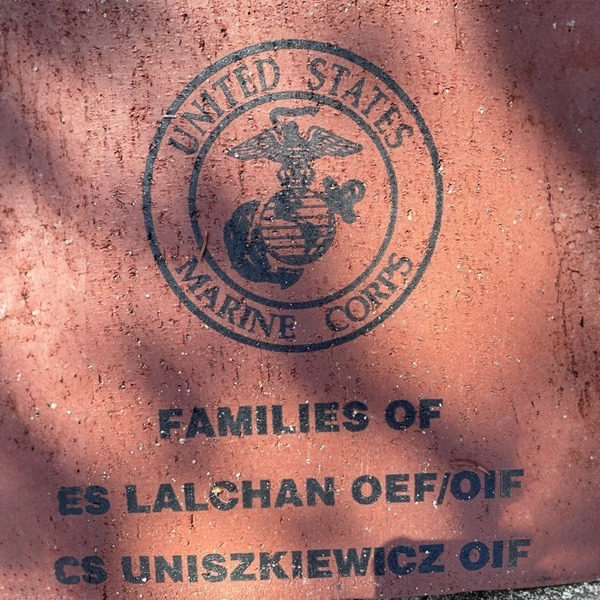 UNITED STATES
MARINE CORPS
FAMILIES OF
ES LALCHAN OEF/OIF
CS UNISZKIEWICZ OIF